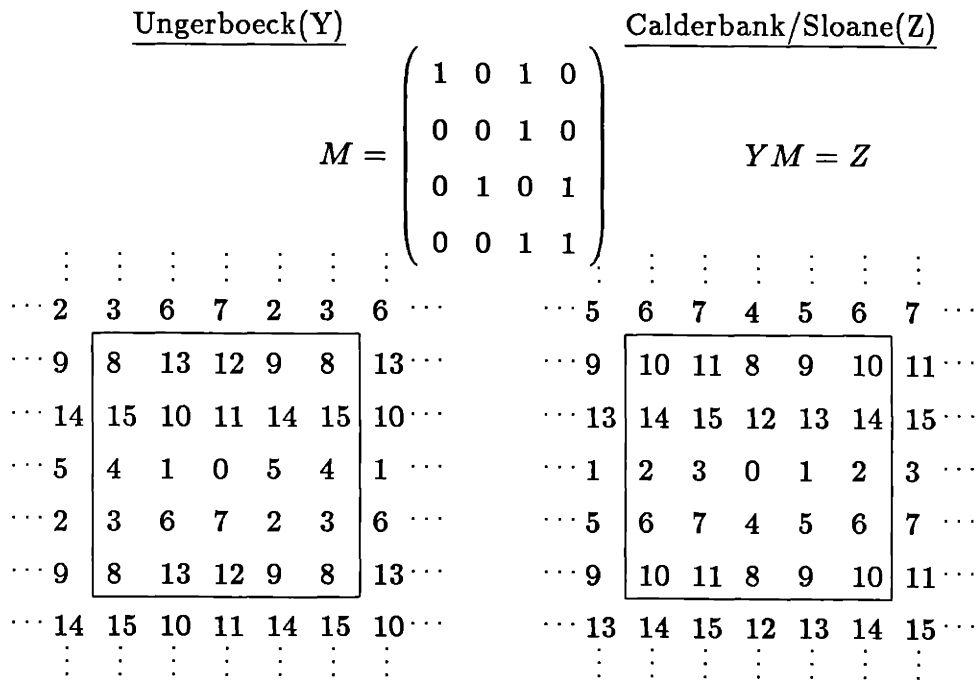 Ungerboeck(Y) Calderbank/Sloane(Z)
1 0 1 0
0 0 1 0
M = YM = Z
0 1 0 1
0 0 1 1
⋮ ⋮ ⋮ ⋮ ⋮ ⋮ ⋮ ⋮ ⋮ ⋮ ⋮ ⋮ ⋮ ⋮
⋯ 2 3 6 7 2 3 6 ⋯ ⋯ 5 6 7 4 5 6 7 ⋯
⋯ 9 8 13 12 9 8 13 ⋯ ⋯ 9 10 11 8 9 10 11 ⋯
⋯ 14 15 10 11 14 15 10 ⋯ ⋯ 13 14 15 12 13 14 15 ⋯
⋯ 5 4 1 0 5 4 1 ⋯ ⋯ 1 2 3 0 1 2 3 ⋯
⋯ 2 3 6 7 2 3 6 ⋯ ⋯ 5 6 7 4 5 6 7 ⋯
⋯ 9 8 13 12 9 8 13 ⋯ ⋯ 9 10 11 8 9 10 11 ⋯
⋯ 14 15 10 11 14 15 10 ⋯ ⋯ 13 14 15 12 13 14 15 ⋯
⋮ ⋮ ⋮ ⋮ ⋮ ⋮ ⋮ ⋮ ⋮ ⋮ ⋮ ⋮ ⋮ ⋮